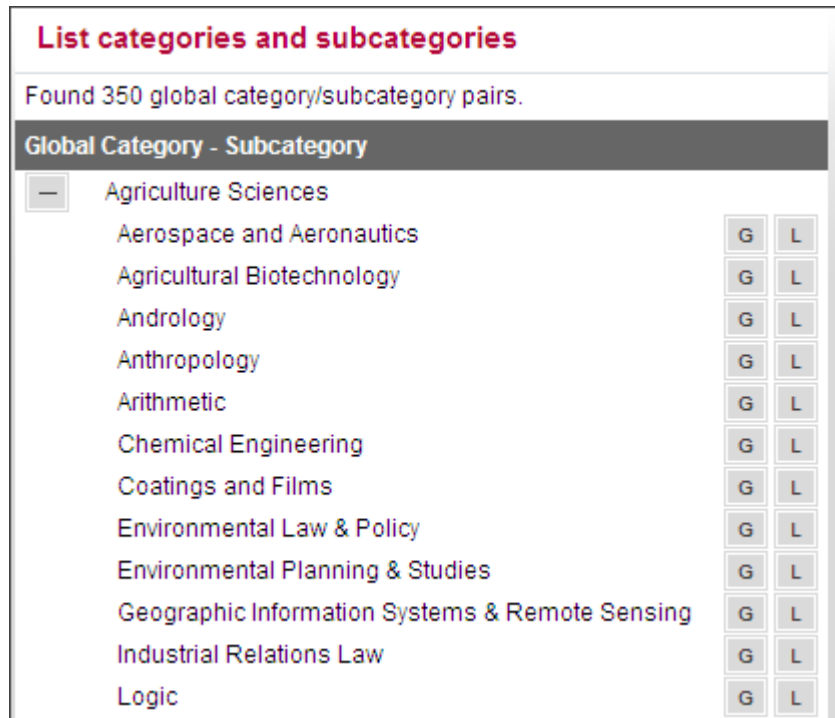 List categories and subcategories
Found 350 global category/subcategory pairs.
Global Category - Subcategory
— Agriculture Sciences
Aerospace and Aeronautics G L
Agricultural Biotechnology G L
Andrology G L
Anthropology G L
Arithmetic G L
Chemical Engineering G L
Coatings and Films G L
Environmental Law & Policy G L
Environmental Planning & Studies G L
Geographic Information Systems & Remote Sensing G L
Industrial Relations Law G L
Logic G L